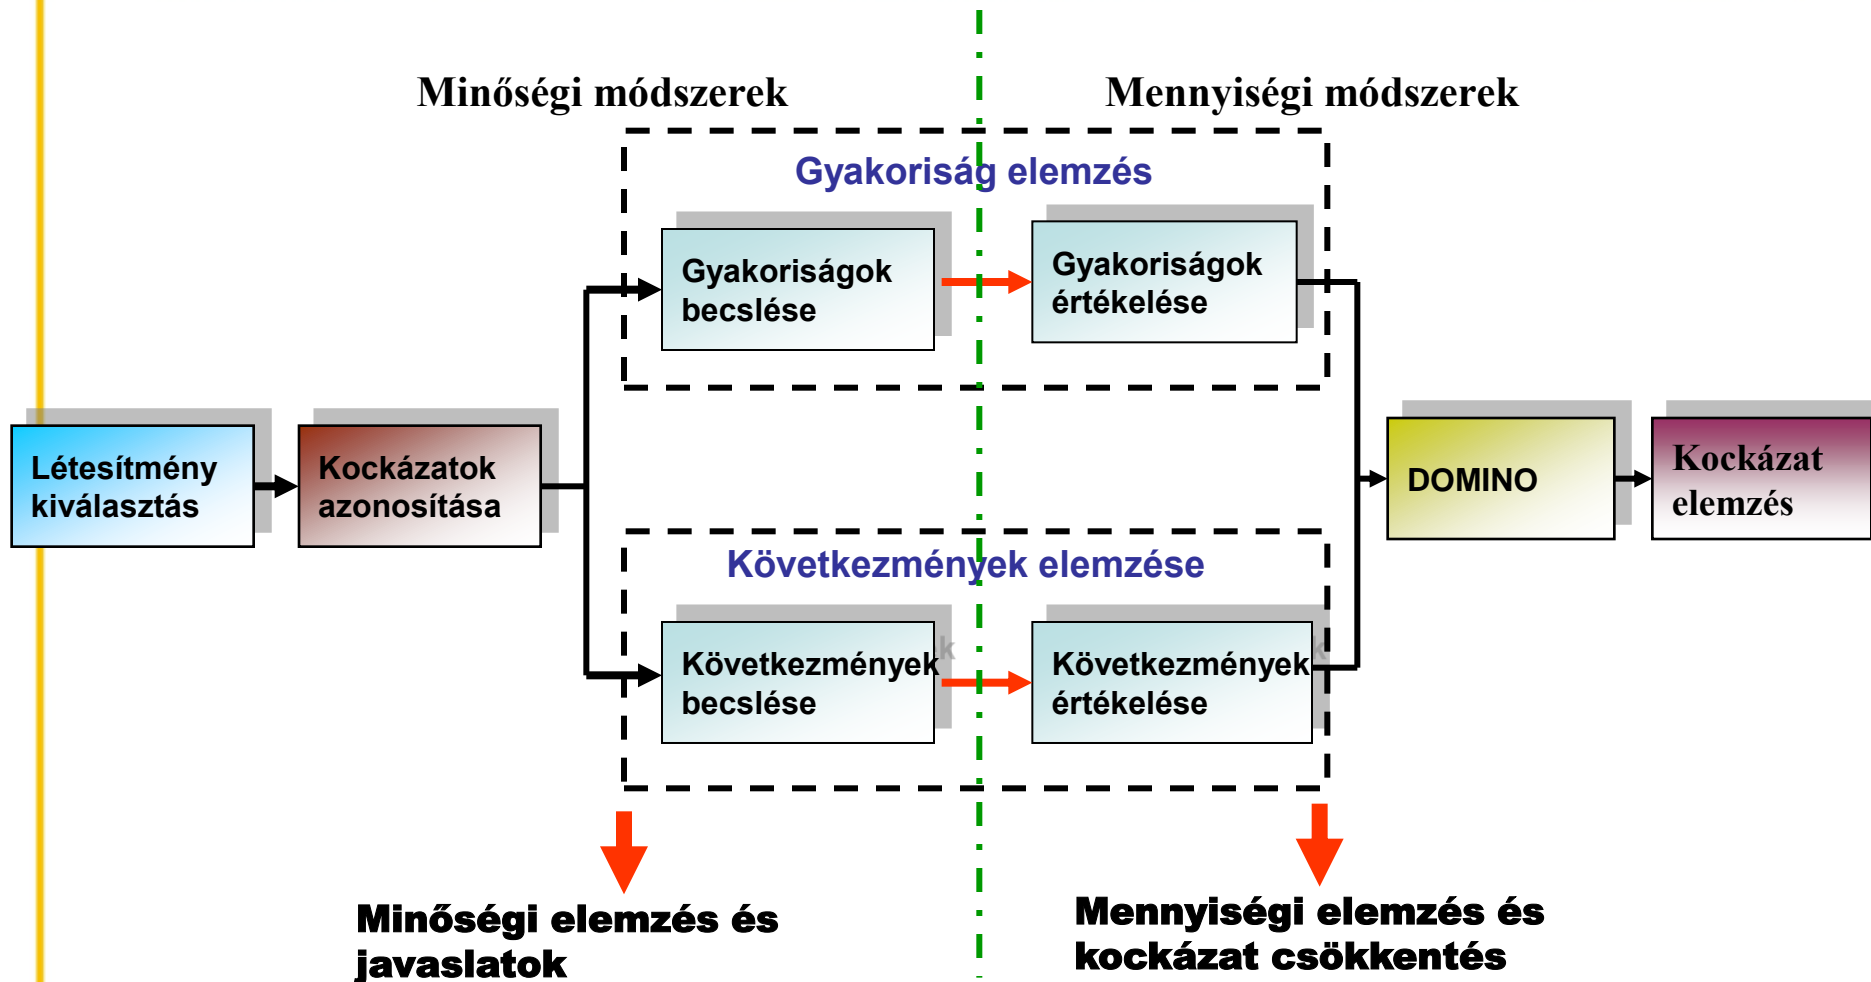 Minőségi módszerek
Mennyiségi módszerek
Gyakoriság elemzés
Gyakoriságok
becslése
Gyakoriságok
értékelése
Létesítmény
kiválasztás
Kockázatok
azonosítása
DOMINO
Kockázat
elemzés
Következmények elemzése
Következmények
becslése
Következmények
értékelése
Minőségi elemzés és
javaslatok
Mennyiségi elemzés és
kockázat csökkentés